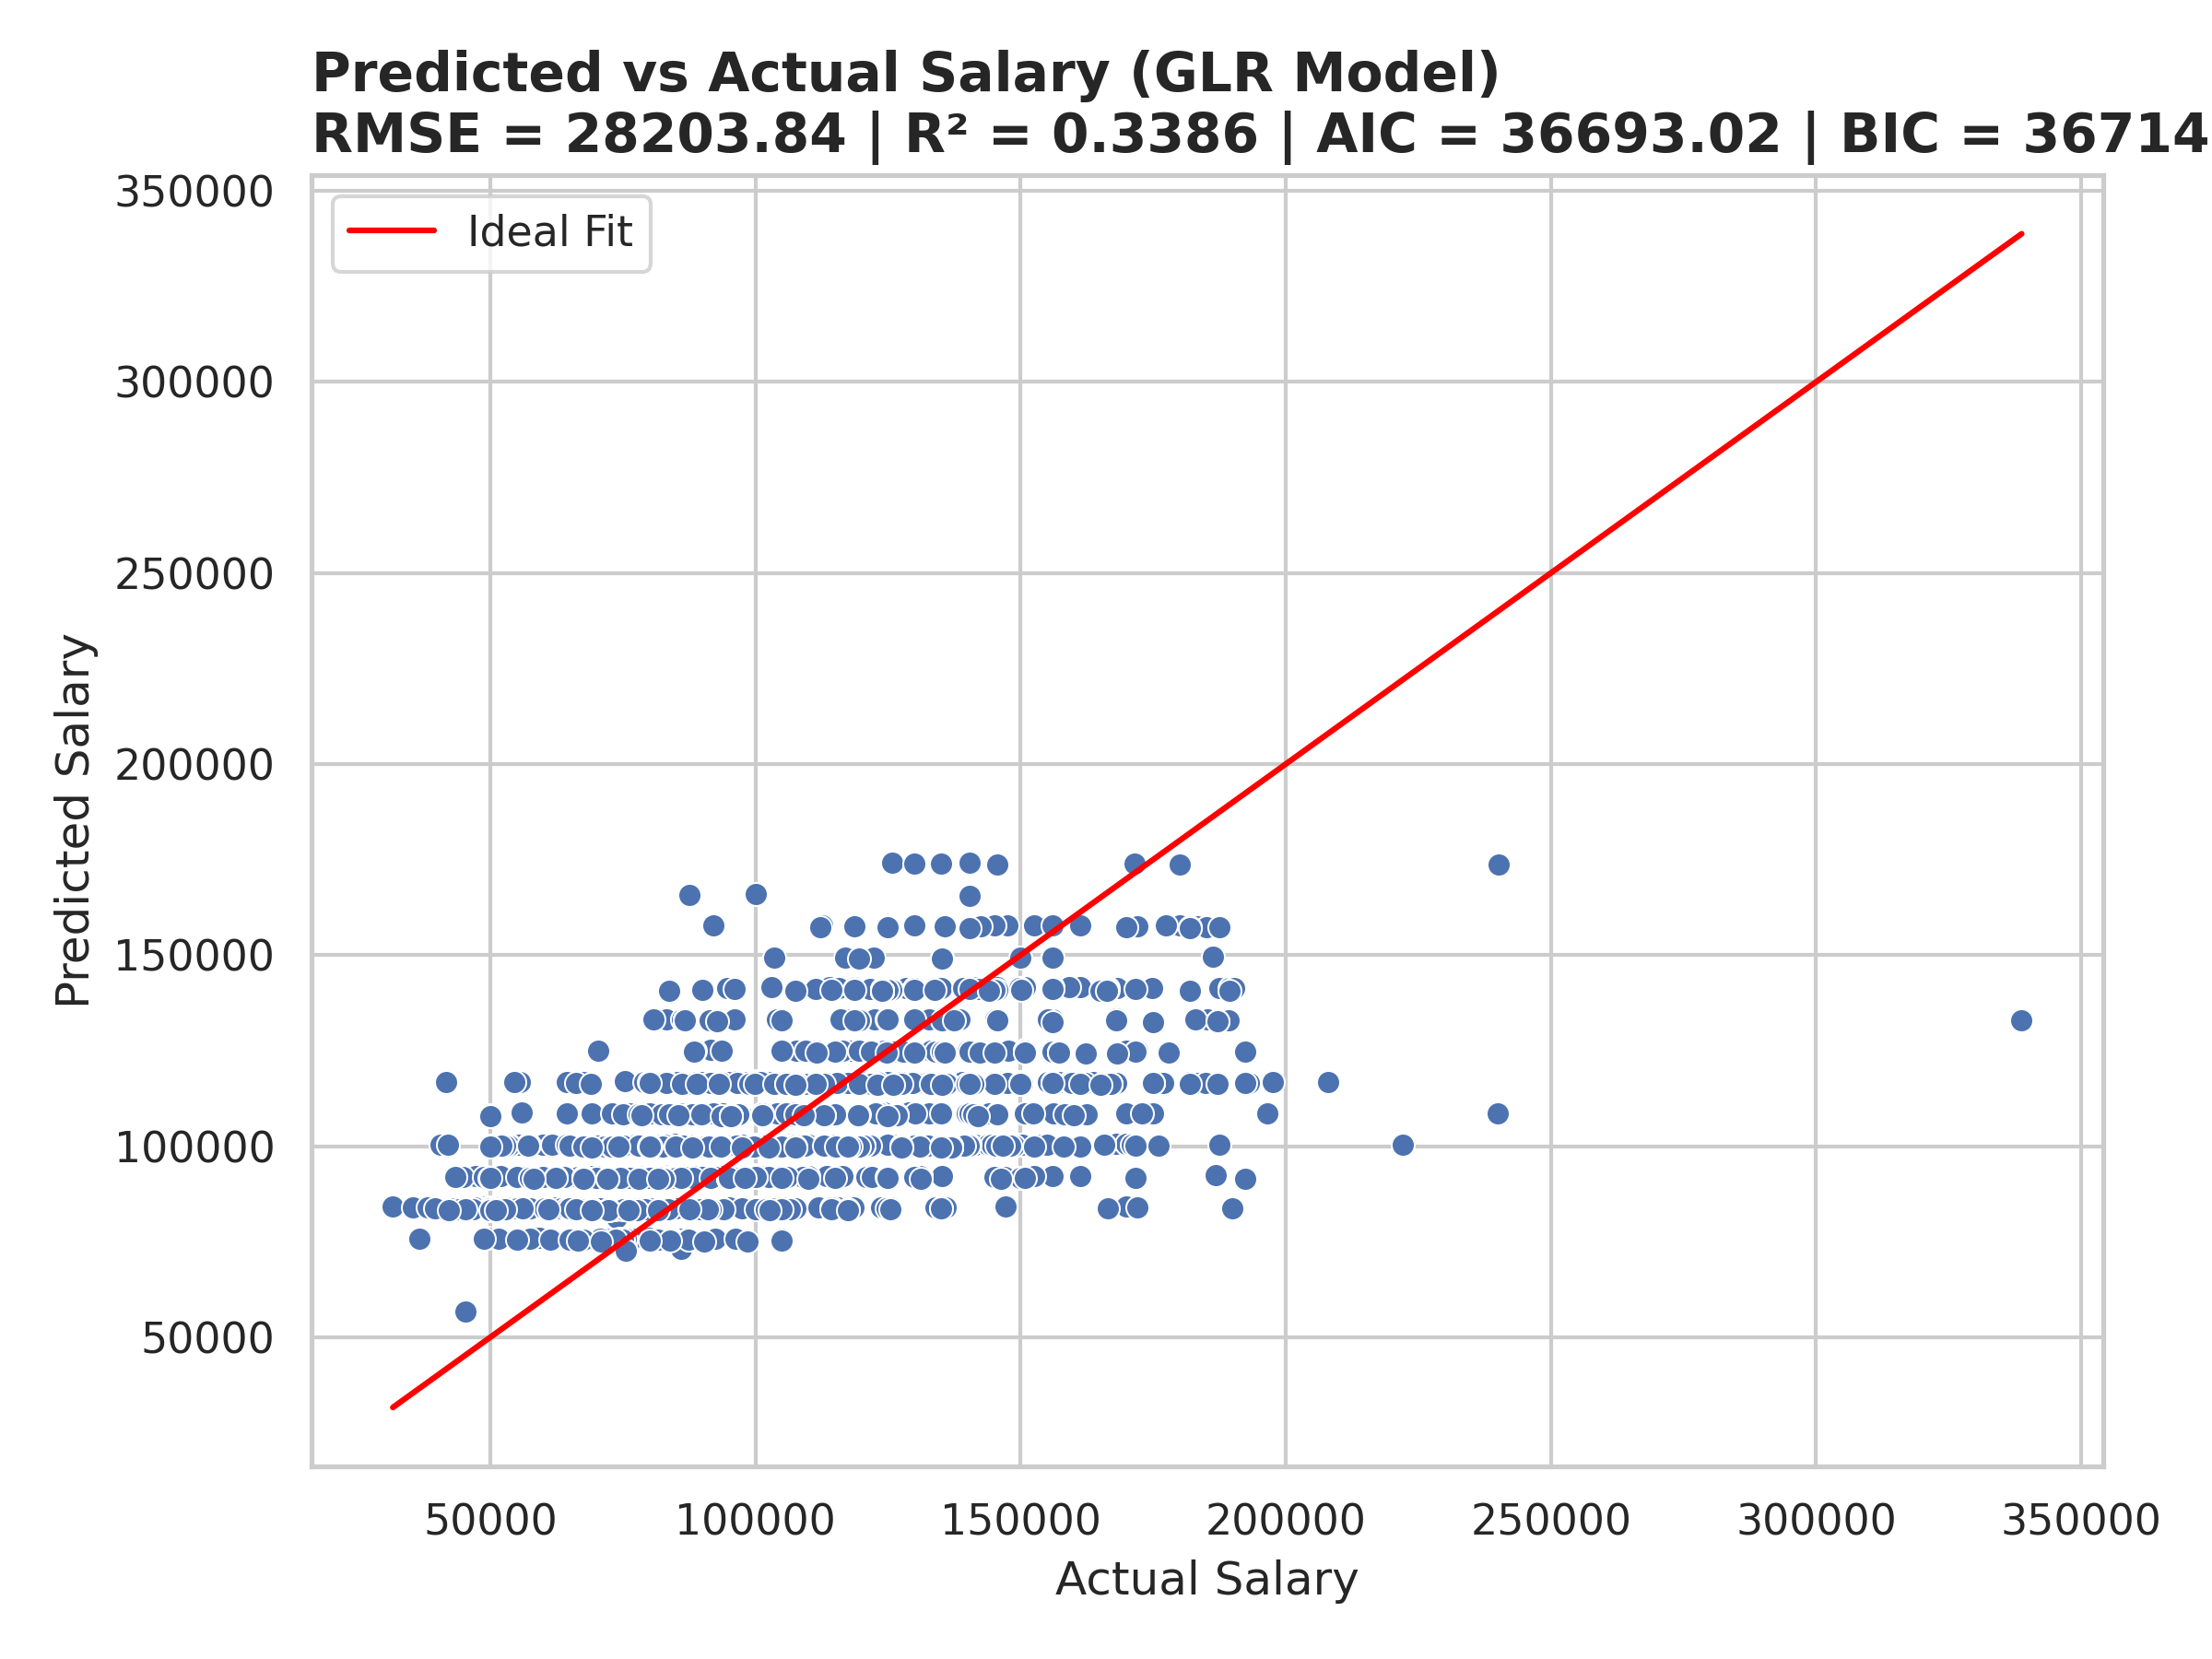 Predicted vs Actual Salary (GLR Model)
RMSE = 28203.84 | R² = 0.3386 | AIC = 36693.02 | BIC = 36714
Ideal Fit
350000
300000
250000
200000
150000
100000
50000
Predicted Salary
50000 100000 150000 200000 250000 300000 350000
Actual Salary